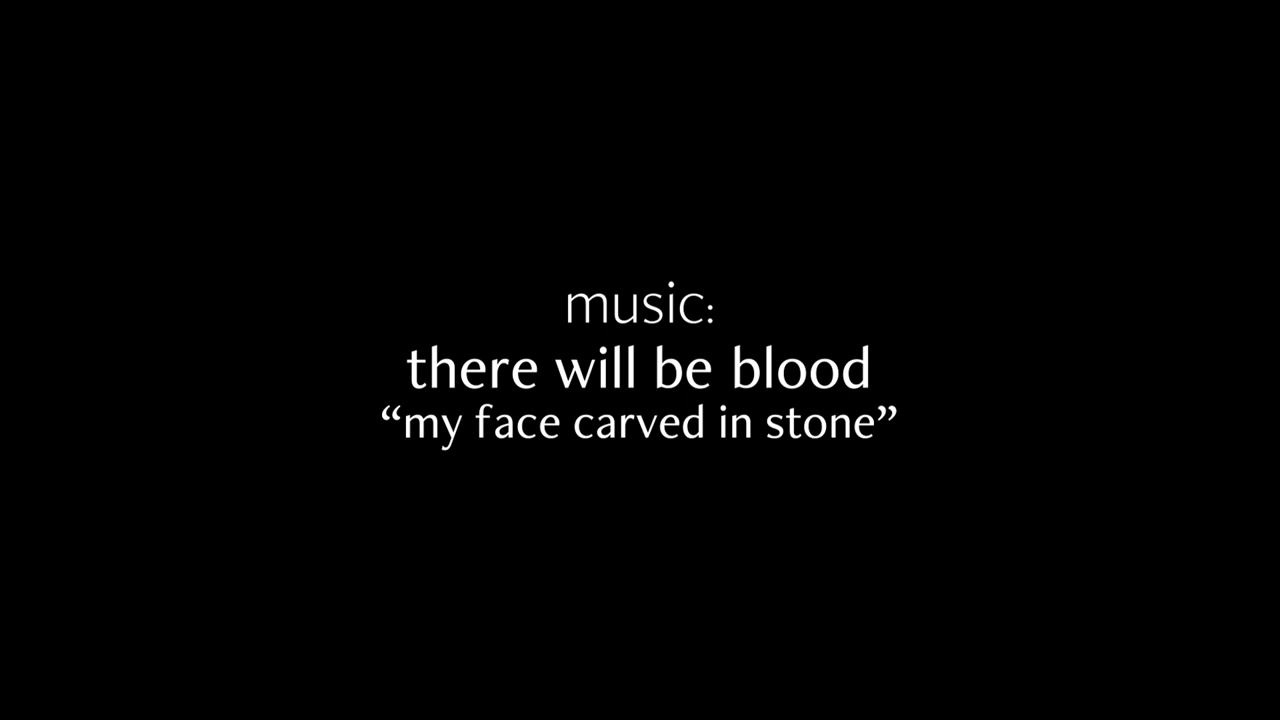 music:
there will be blood
“my face carved in stone”